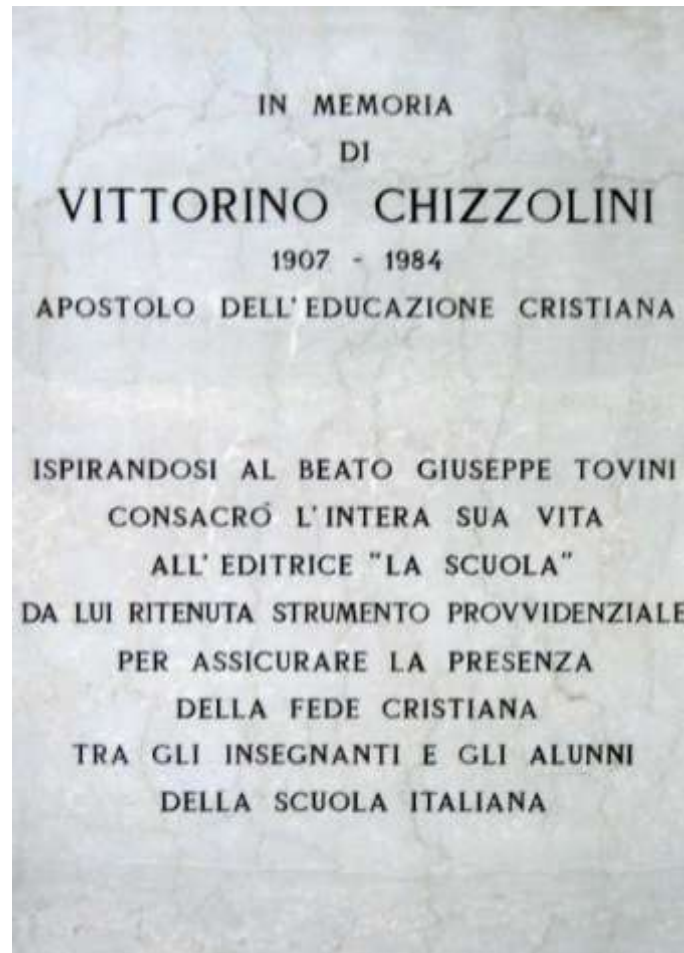 IN MEMORIA
DI
VITTORINO CHIZZOLINI
1907 - 1984
APOSTOLO DELL'EDUCAZIONE CRISTIANA
ISPIRANDOSI AL BEATO GIUSEPPE TOVINI
CONSACRÓ L'INTERA SUA VITA
ALL'EDITRICE "LA SCUOLA"
DA LUI RITENUTA STRUMENTO PROVVIDENZIALE
PER ASSICURARE LA PRESENZA
DELLA FEDE CRISTIANA
TRA GLI INSEGNANTI E GLI ALUNNI
DELLA SCUOLA ITALIANA